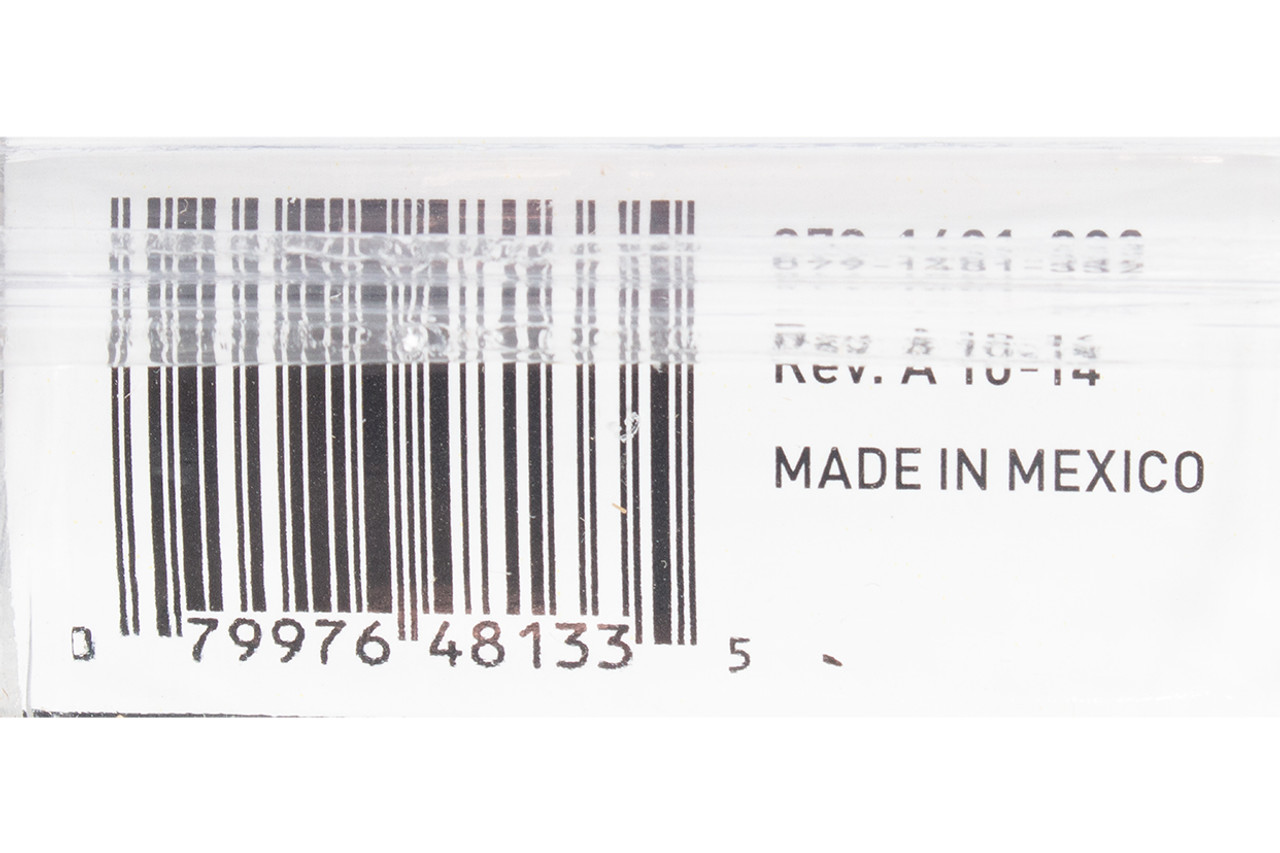 Rev. A 10-14
MADE IN MEXICO
0 79976 48133 5